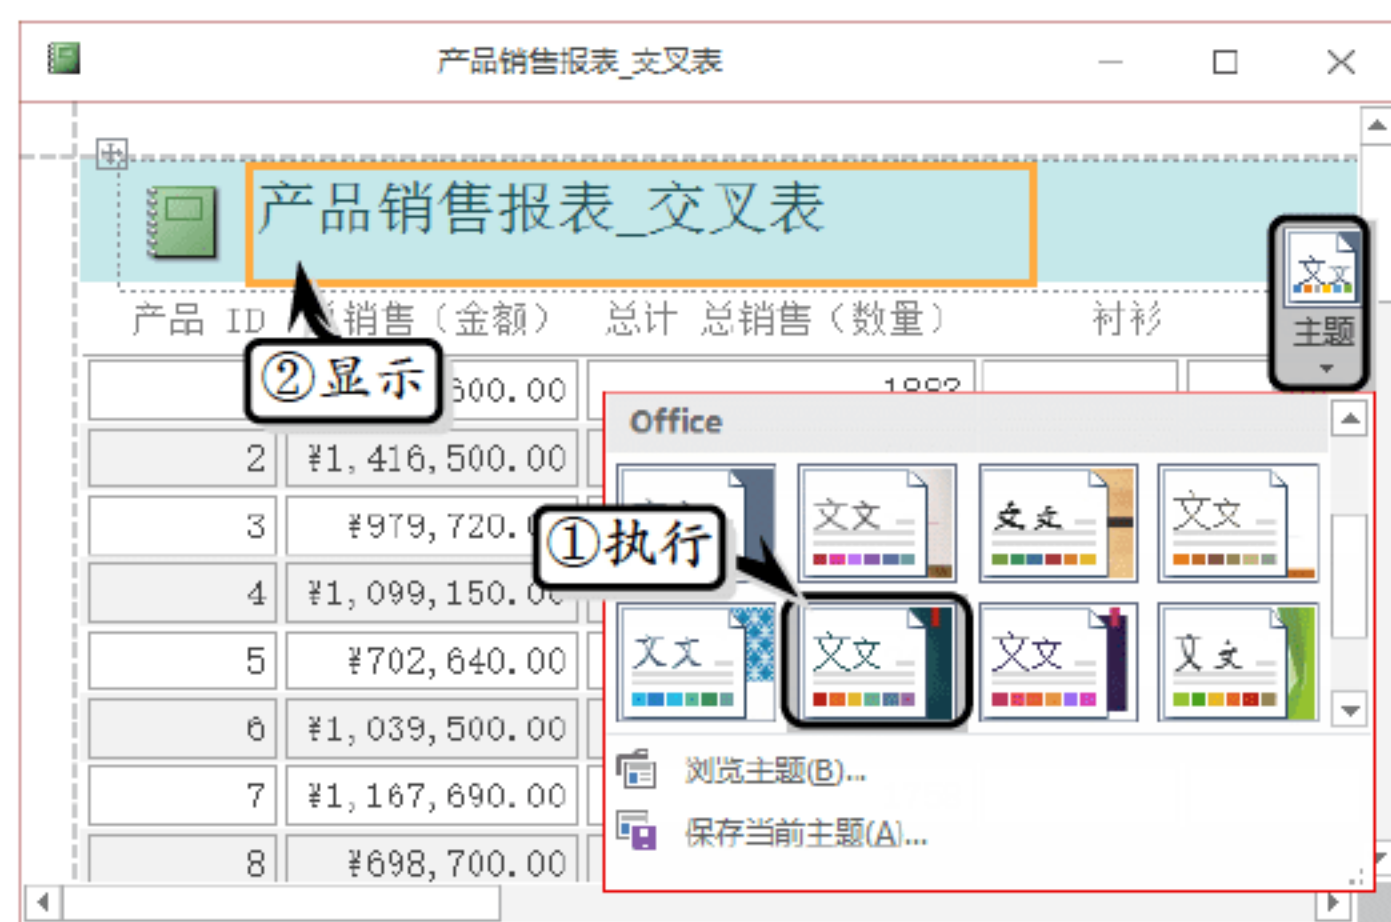 产品销售报表_交叉表
产品销售报表_交叉表
产品 ID 销售（金额） 总计 总销售（数量） 衬衫
主题
②显示
600.00 1982
Office
2 ¥1,416,500.00
文文 文文 文文
3 ¥979,720.
①执行
4 ¥1,099,150.00
5 ¥702,640.00
文文 文文 文文 文文
6 ¥1,039,500.00
浏览主题(B)...
7 ¥1,167,690.00
保存当前主题(A)...
8 ¥698,700.00